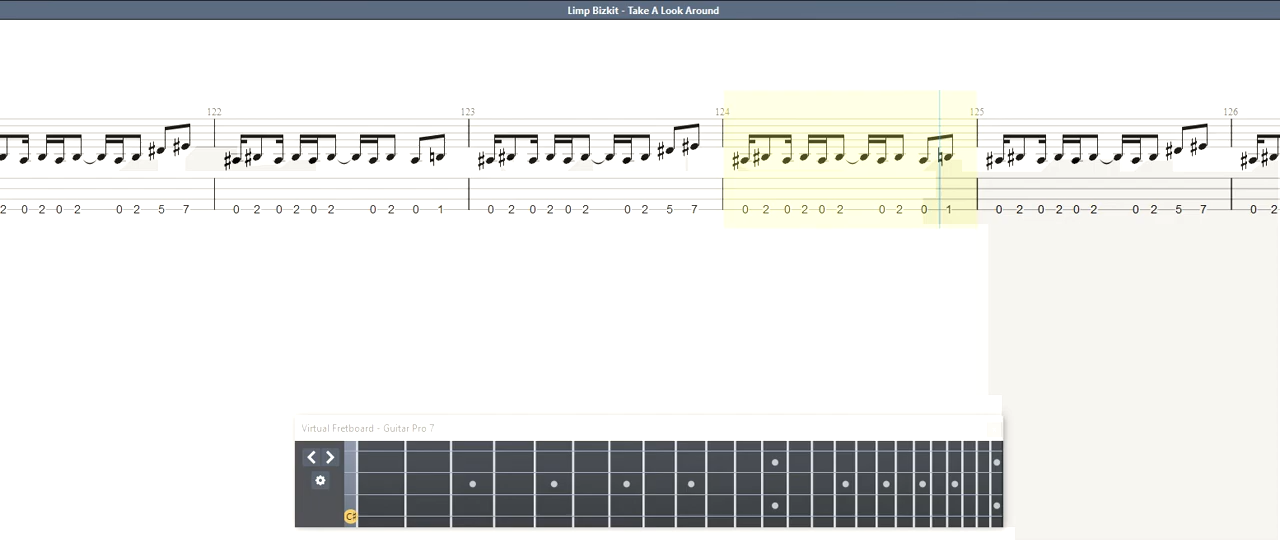 Limp Bizkit - Take A Look Around
122 123 124 125 126
2 0 2 0 2 0 2 5 7 0 2 0 2 0 2 0 2 0 1 0 2 0 2 0 2 0 2 5 7 0 2 0 2 0 2 0 2 0 1 0 2 0 2 0 2 0 2 5 7 0 2
Virtual Fretboard - Guitar Pro 7
C#